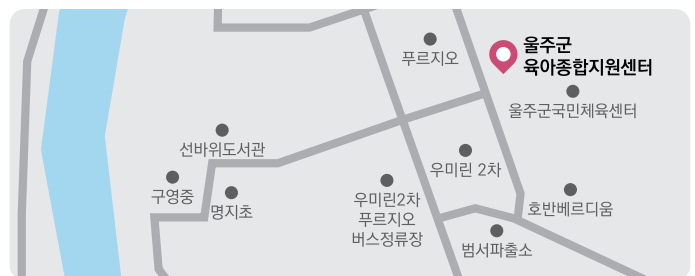 울주군
육아종합지원센터
푸르지오
울주군국민체육센터
선바위도서관
우미린 2차
구영중
명지초
우미린2차
푸르지오
버스정류장
호반베르디움
범서파출소